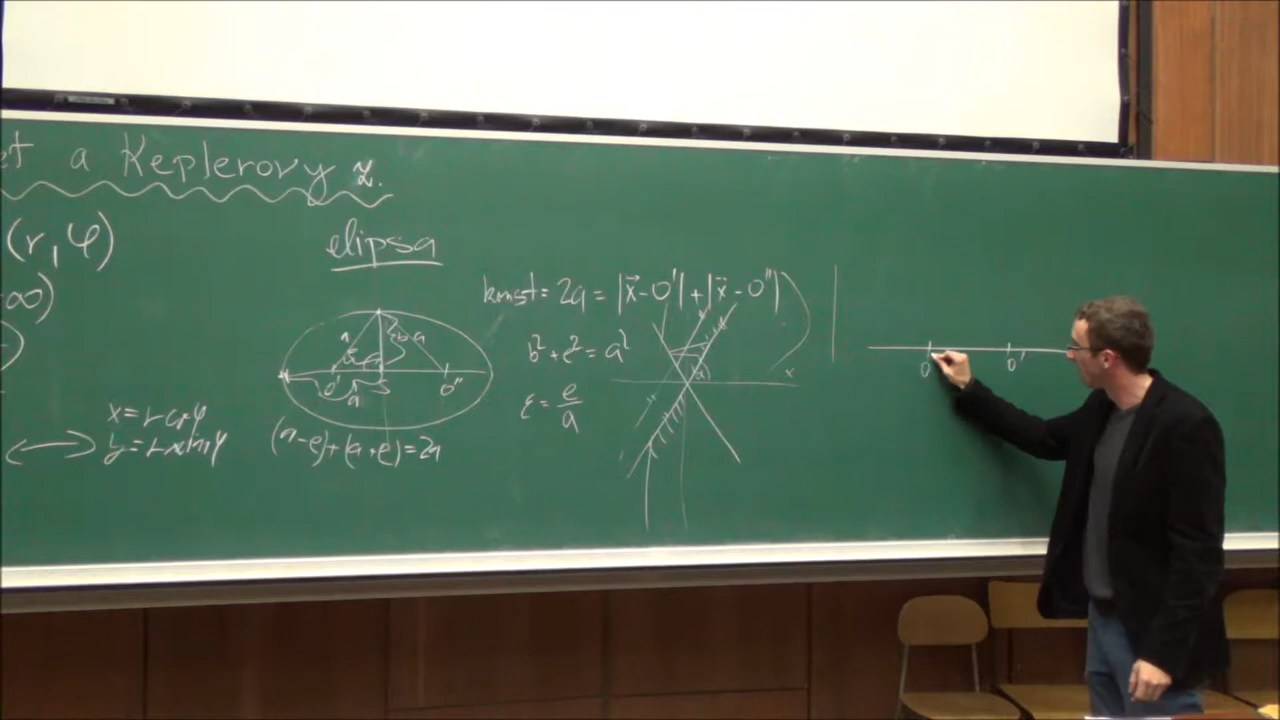 et a Keplerovy z.
(r, φ)
∞)
)
x = r cos φ
y = r sin φ
elipsa
a
b
a
e
O'
O''
a
(a-e)+(a+e)=2a
konst = 2a = |x⃗ - O'| + |x⃗ - O''|
b² + e² = a²
ε = e/a
x
O
O'